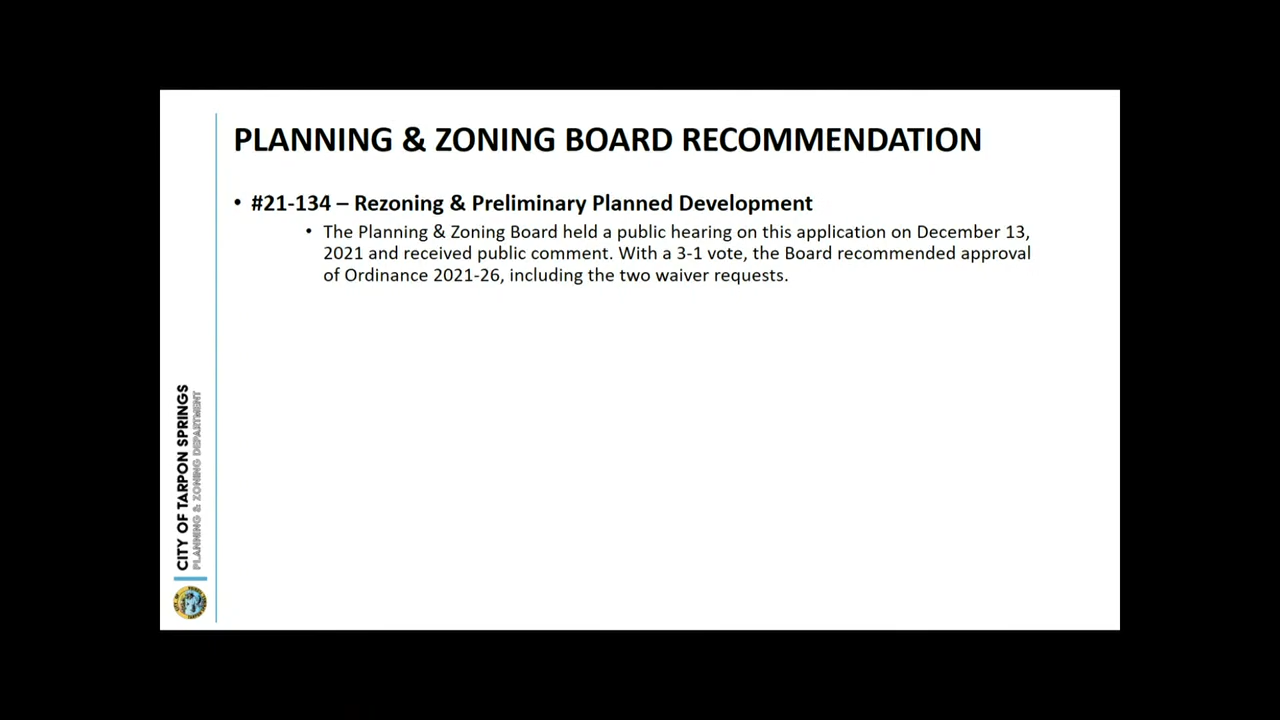 PLANNING & ZONING BOARD RECOMMENDATION
• #21-134 – Rezoning & Preliminary Planned Development
• The Planning & Zoning Board held a public hearing on this application on December 13,
2021 and received public comment. With a 3-1 vote, the Board recommended approval
of Ordinance 2021-26, including the two waiver requests.
CITY OF TARPON SPRINGS
PLANNING & ZONING DEPARTMENT